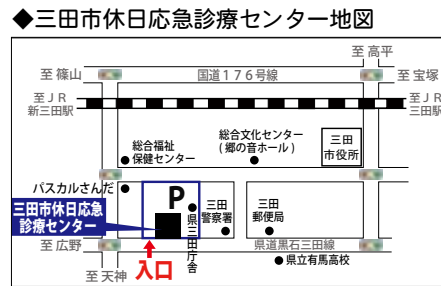 ◆三田市休日応急診療センター地図
至 高平
至 篠山
国道176号線
至 宝塚
至ＪＲ
新三田駅
至ＪＲ
三田駅
総合福祉
保健センター
総合文化センター
(郷の音ホール)
三田
市役所
パスカルさんだ
P
三田市休日応急
診療センター
県三田庁舎
三田
警察署
三田
郵便局
至 広野
県道黒石三田線
入口
県立有馬高校
至 天神